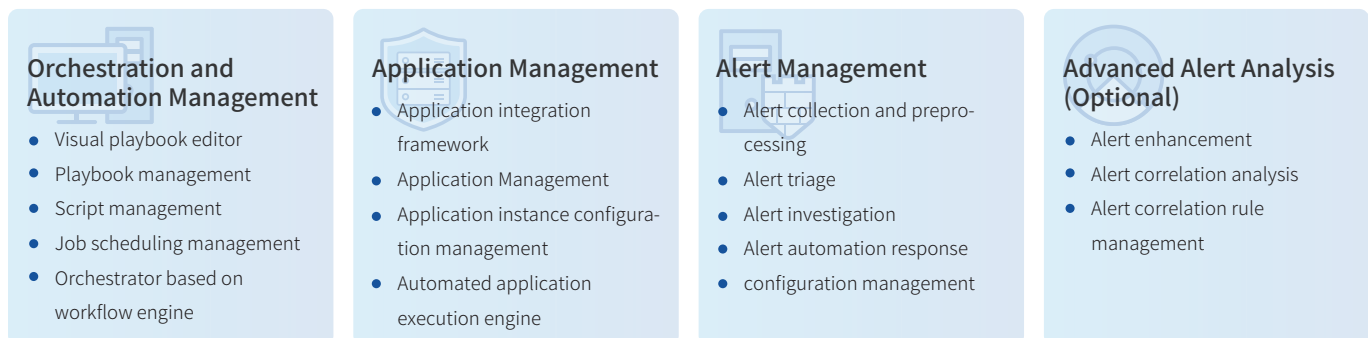 Orchestration and
Automation Management
• Visual playbook editor
• Playbook management
• Script management
• Job scheduling management
• Orchestrator based on
workflow engine
Application Management
• Application integration
framework
• Application Management
• Application instance configura-
tion management
• Automated application
execution engine
Alert Management
• Alert collection and prepro-
cessing
• Alert triage
• Alert investigation
• Alert automation response
• configuration management
Advanced Alert Analysis
(Optional)
• Alert enhancement
• Alert correlation analysis
• Alert correlation rule
management